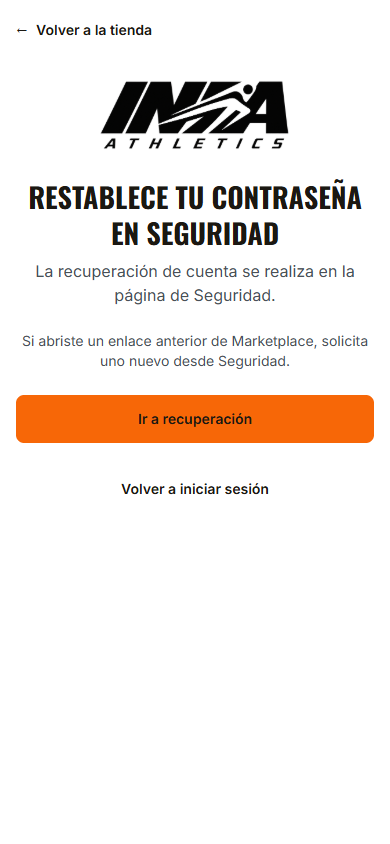 ← Volver a la tienda
INZA
ATHLETICS
RESTABLECE TU CONTRASEÑA
EN SEGURIDAD
La recuperación de cuenta se realiza en la
página de Seguridad.
Si abriste un enlace anterior de Marketplace, solicita
uno nuevo desde Seguridad.
Ir a recuperación
Volver a iniciar sesión